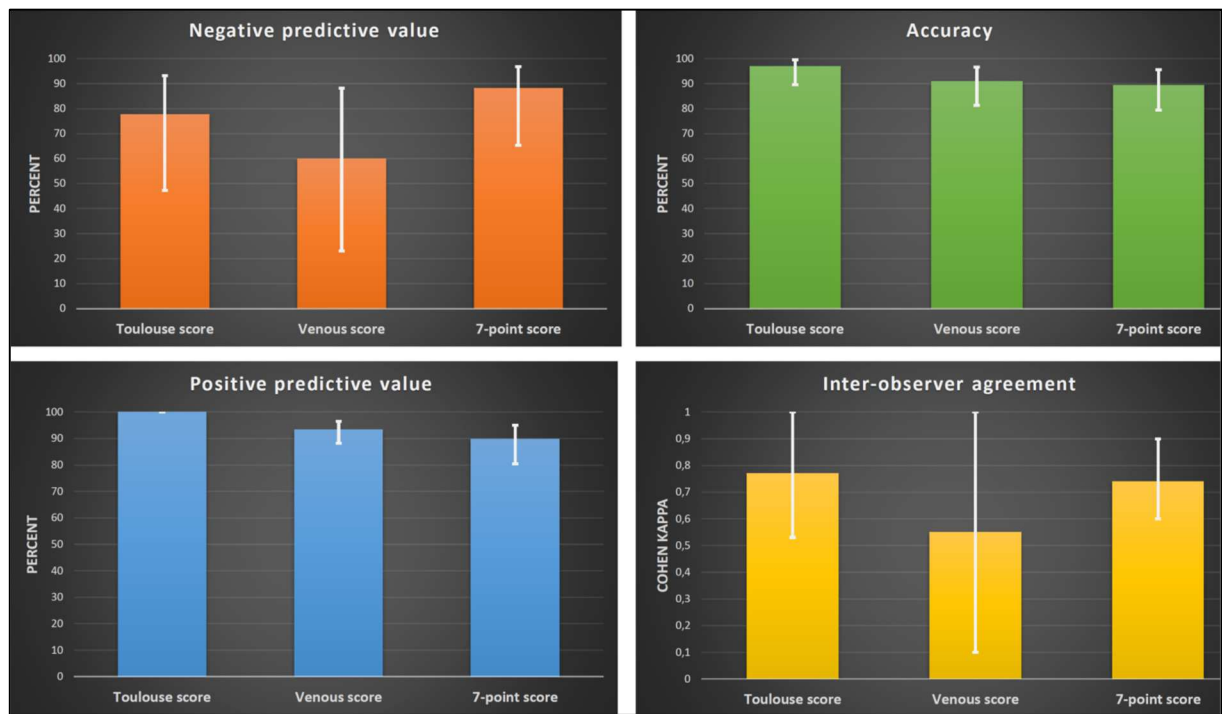 Negative predictive value
PERCENT
100
90
80
70
60
50
40
30
20
10
0
Toulouse score
Venous score
7-point score
Accuracy
PERCENT
100
90
80
70
60
50
40
30
20
10
0
Toulouse score
Venous score
7-point score
Positive predictive value
PERCENT
100
90
80
70
60
50
40
30
20
10
0
Toulouse score
Venous score
7-point score
Inter-observer agreement
COHEN KAPPA
1
0,9
0,8
0,7
0,6
0,5
0,4
0,3
0,2
0,1
0
Toulouse score
Venous score
7-point score